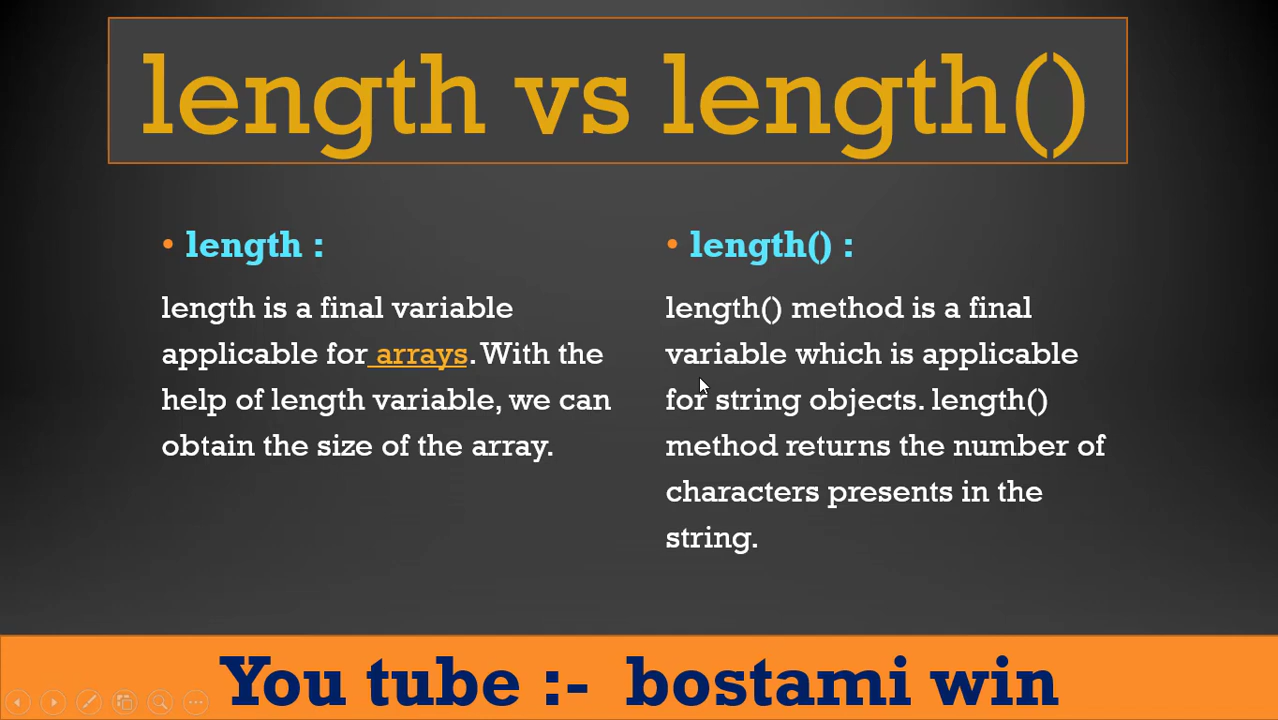 length vs length()
• length :
length is a final variable
applicable for arrays. With the
help of length variable, we can
obtain the size of the array.
• length() :
length() method is a final
variable which is applicable
for string objects. length()
method returns the number of
characters presents in the
string.
You tube :- bostami win